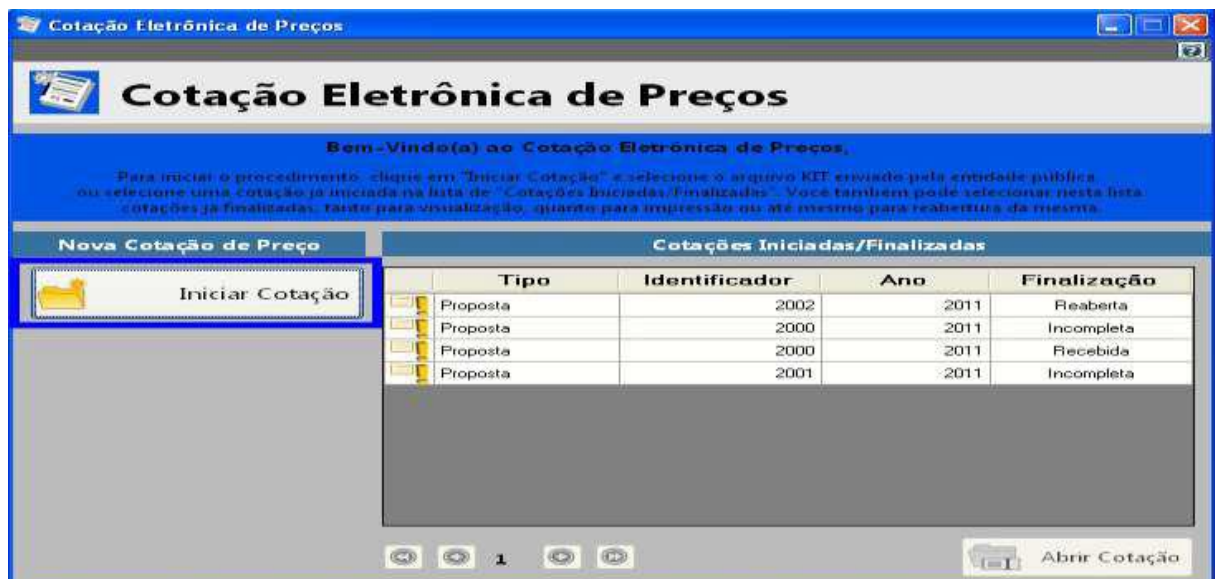 Cotação Eletrônica de Preços
Cotação Eletrônica de Preços
Bem-Vindo(a) ao Cotação Eletrônica de Preços,
Para iniciar o procedimento, clique em "Iniciar Cotação" e selecione o arquivo KIT enviado pela entidade pública
ou selecione uma cotação já iniciada na lista de "Cotações Iniciadas/Finalizadas". Você também pode selecionar nesta lista
cotações já finalizadas, tanto para visualização, quanto para impressão ou até mesmo para reabertura da mesma.
Nova Cotação de Preço
Cotações Iniciadas/Finalizadas
Iniciar Cotação
Tipo Identificador Ano Finalização
Proposta 2002 2011 Reaberta
Proposta 2000 2011 Incompleta
Proposta 2000 2011 Recebida
Proposta 2001 2011 Incompleta
1
Abrir Cotação